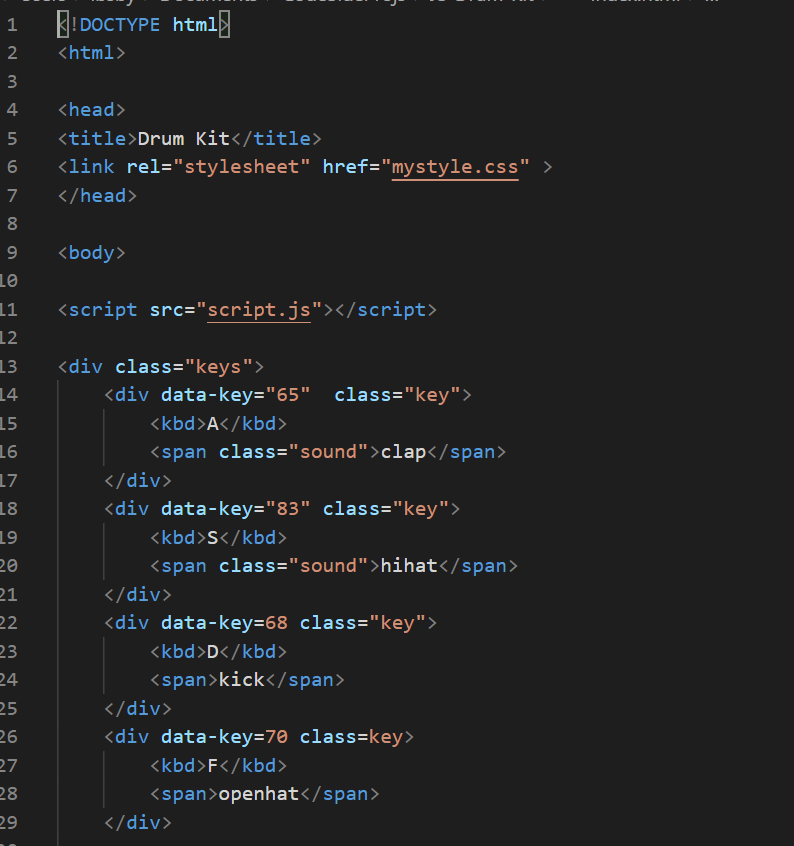 1 <!DOCTYPE html>
2 <html>
3
4 <head>
5 <title>Drum Kit</title>
6 <link rel="stylesheet" href="mystyle.css" >
7 </head>
8
9 <body>
10
11 <script src="script.js"></script>
12
13 <div class="keys">
14     <div data-key="65"  class="key">
15         <kbd>A</kbd>
16         <span class="sound">clap</span>
17     </div>
18     <div data-key="83" class="key">
19         <kbd>S</kbd>
20         <span class="sound">hihat</span>
21     </div>
22     <div data-key=68 class="key">
23         <kbd>D</kbd>
24         <span>kick</span>
25     </div>
26     <div data-key=70 class=key>
27         <kbd>F</kbd>
28         <span>openhat</span>
29     </div>